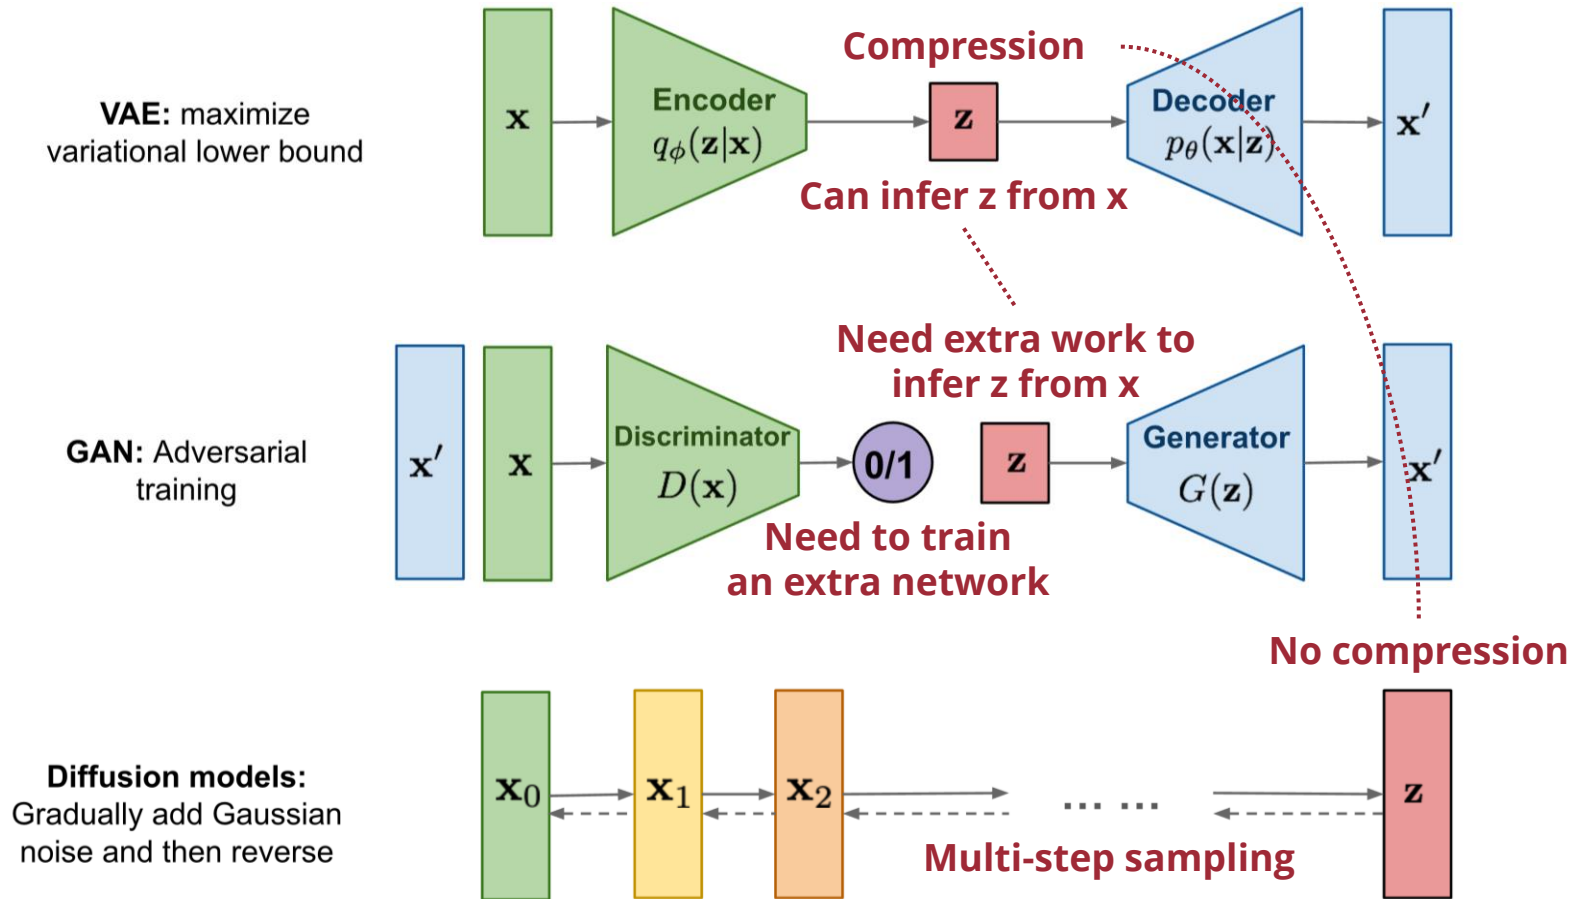 Compression
VAE: maximize
variational lower bound
x
Encoder
qϕ(z|x)
z
Decoder
pθ(x|z)
x′
Can infer z from x
Need extra work to
infer z from x
GAN: Adversarial
training
x′
x
Discriminator
D(x)
0/1
z
Generator
G(z)
x′
Need to train
an extra network
No compression
Diffusion models:
Gradually add Gaussian
noise and then reverse
x₀
x₁
x₂
... ...
z
Multi-step sampling